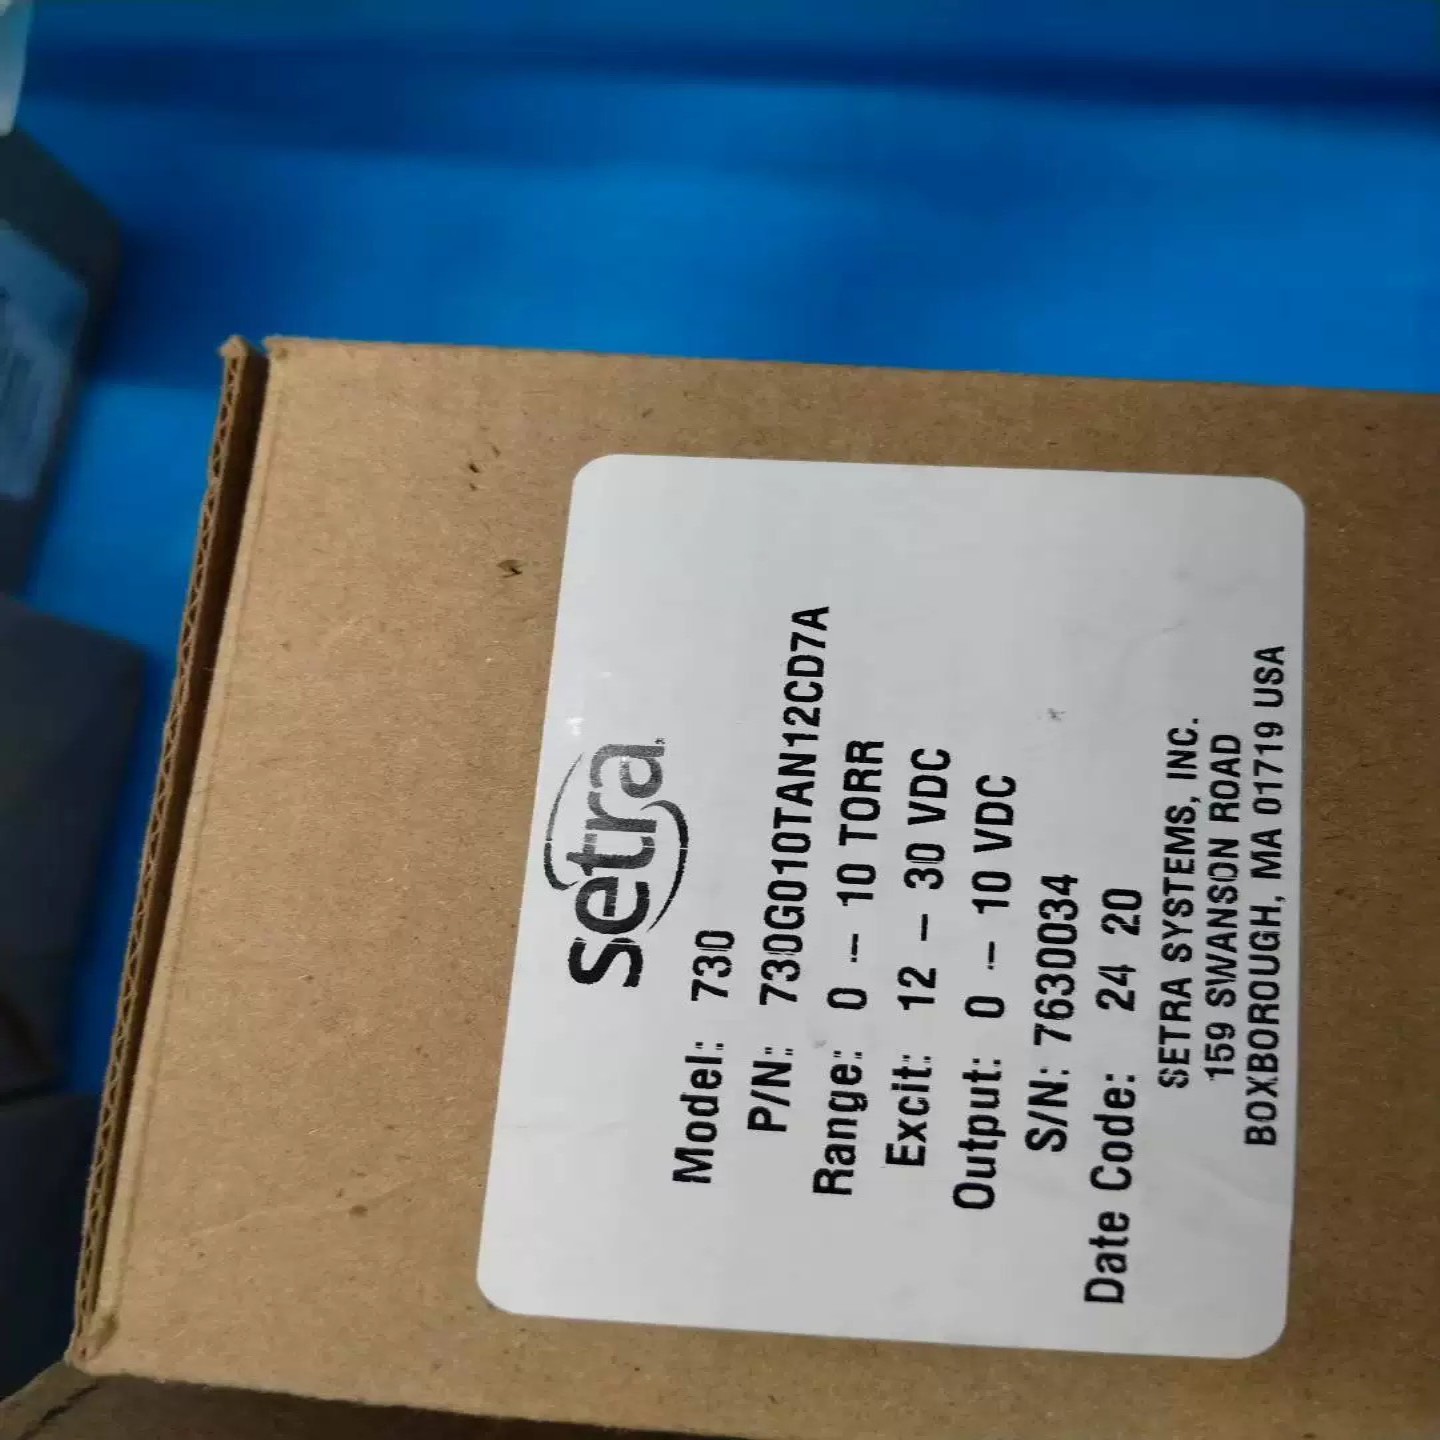 setra
Model: 730
P/N: 730G010TAN12CD7A
Range: 0 - 10 TORR
Excit: 12 - 30 VDC
Output: 0 - 10 VDC
S/N: 7630034
Date Code: 24 20
SETRA SYSTEMS, INC.
159 SWANSON ROAD
BOXBOROUGH, MA 01719 USA